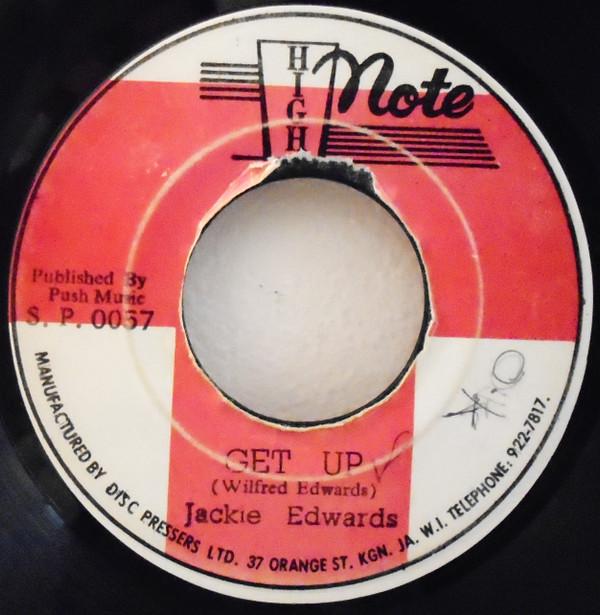 HIGH Note
Published By
Push Music
S. P. 0057
GET UP
(Wilfred Edwards)
Jackie Edwards
MANUFACTURED BY DISC PRESSERS LTD. 37 ORANGE ST. KGN. JA. W.I. TELEPHONE: 922-7817.